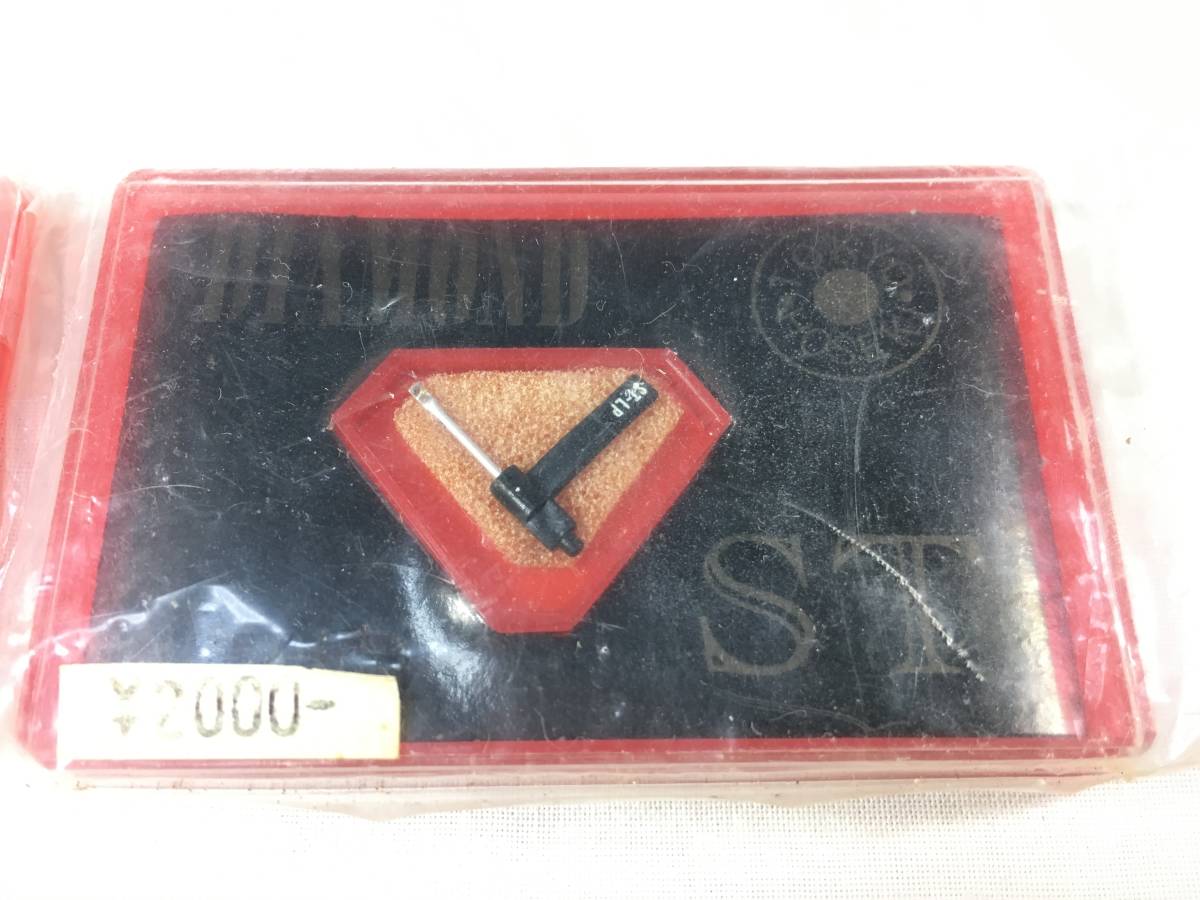 DIAMOND
ST-LP
ST
¥2000-